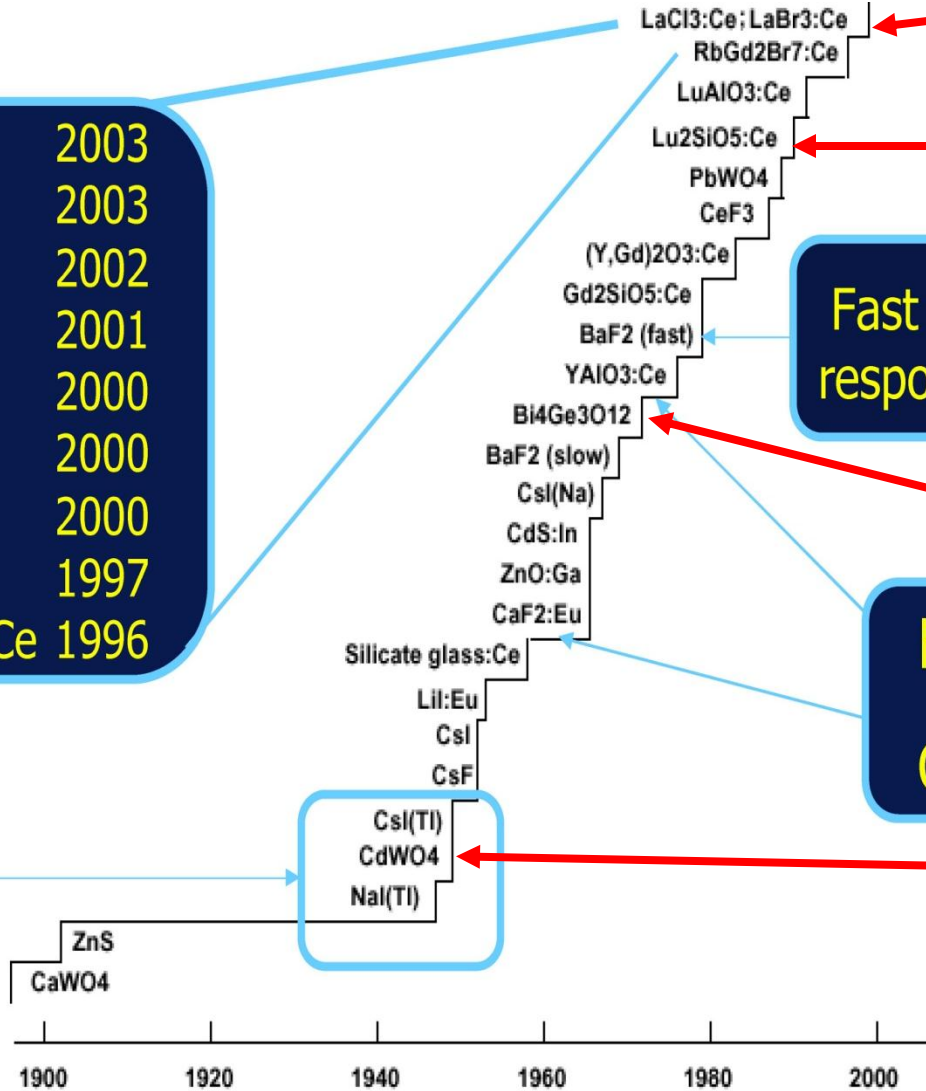 LaCl3:Ce; LaBr3:Ce
RbGd2Br7:Ce
LuAlO3:Ce
Lu2SiO5:Ce
PbWO4
CeF3
(Y,Gd)2O3:Ce
Gd2SiO5:Ce
BaF2 (fast)
YAlO3:Ce
Bi4Ge3O12
BaF2 (slow)
CsI(Na)
CdS:In
ZnO:Ga
CaF2:Eu
Silicate glass:Ce
LiI:Eu
CsI
CsF
CsI(Tl)
CdWO4
NaI(Tl)
ZnS
CaWO4
2003
2003
2002
2001
2000
2000
2000
1997
Ce 1996
Fast
respo
1900 1920 1940 1960 1980 2000